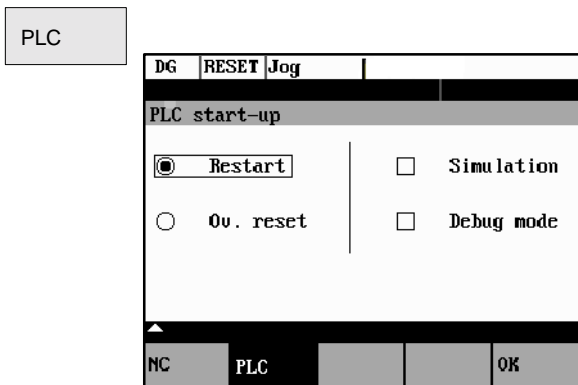 PLC
DG RESET Jog
PLC start-up
Restart Simulation
Ov. reset Debug mode
NC PLC OK